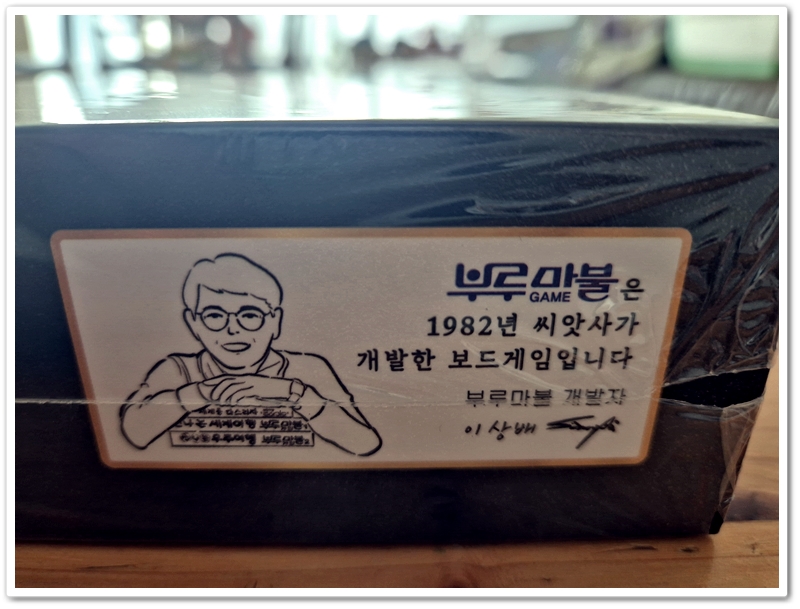 부루마불
GAME
은
1982년 씨앗사가
개발한 보드게임입니다
부루마불 개발자
이상배